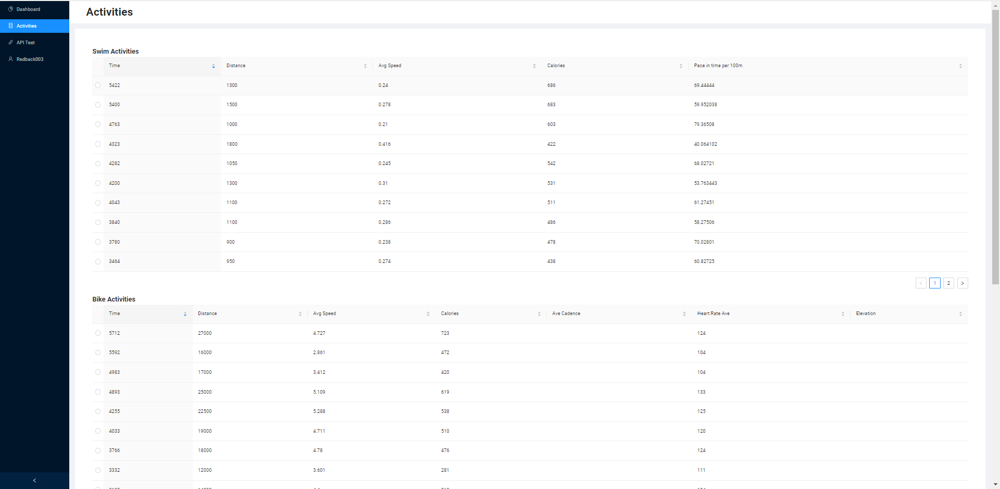 Dashboard
Activities
API Test
Redback003
Activities
Swim Activities
Time Distance Avg Speed Calories Pace in time per 100m
5422 1300 0.24 686 69.44444
5400 1500 0.278 683 59.952038
4763 1000 0.21 603 79.36508
4323 1800 0.416 422 40.064102
4282 1050 0.245 542 68.02721
4200 1300 0.31 531 53.763443
4043 1100 0.272 511 61.27451
3840 1100 0.286 486 58.27506
3780 900 0.238 478 70.02801
3464 950 0.274 438 60.82725
1 2
Bike Activities
Time Distance Avg Speed Calories Ave Cadence Heart Rate Ave Elevation
5712 27000 4.727 723 124
5592 16000 2.861 472 104
4983 17000 3.412 420 104
4893 25000 5.109 619 133
4255 22500 5.288 538 125
4033 19000 4.711 510 120
3766 18000 4.78 476 124
3332 12000 3.601 281 111